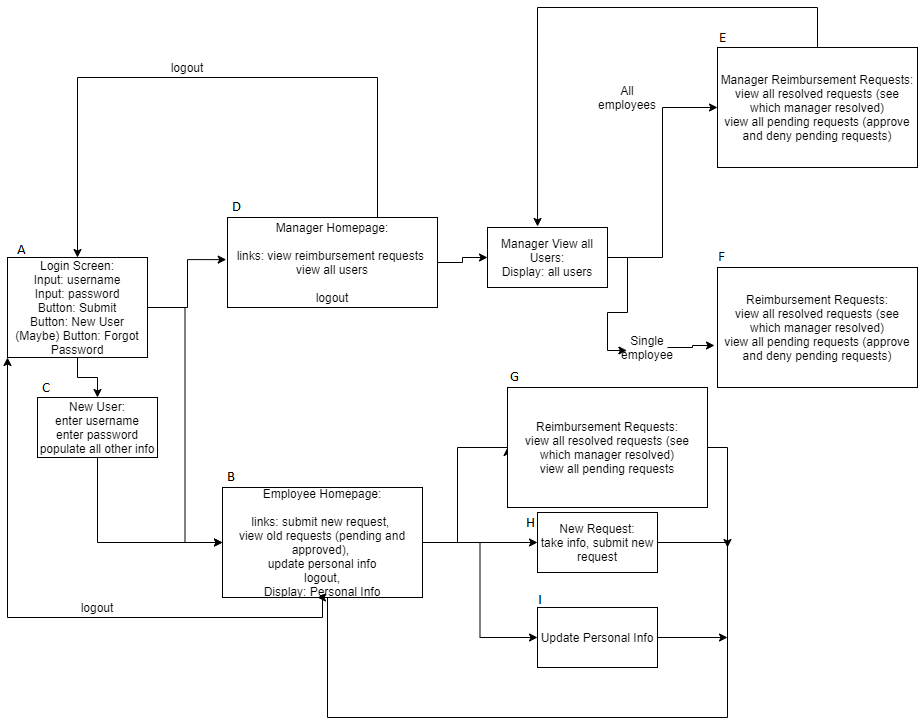 E
Manager Reimbursement Requests:
view all resolved requests (see
which manager resolved)
view all pending requests (approve
and deny pending requests)
logout
All
employees
D
Manager Homepage:
links: view reimbursement requests
view all users
logout
Manager View all
Users:
Display: all users
A
Login Screen:
Input: username
Input: password
Button: Submit
Button: New User
(Maybe) Button: Forgot
Password
F
Reimbursement Requests:
view all resolved requests (see
which manager resolved)
view all pending requests (approve
and deny pending requests)
Single
employee
C
New User:
enter username
enter password
populate all other info
G
Reimbursement Requests:
view all resolved requests (see
which manager resolved)
view all pending requests
B
Employee Homepage:
links: submit new request,
view old requests (pending and
approved),
update personal info
logout,
Display: Personal Info
H
New Request:
take info, submit new
request
logout
I
Update Personal Info